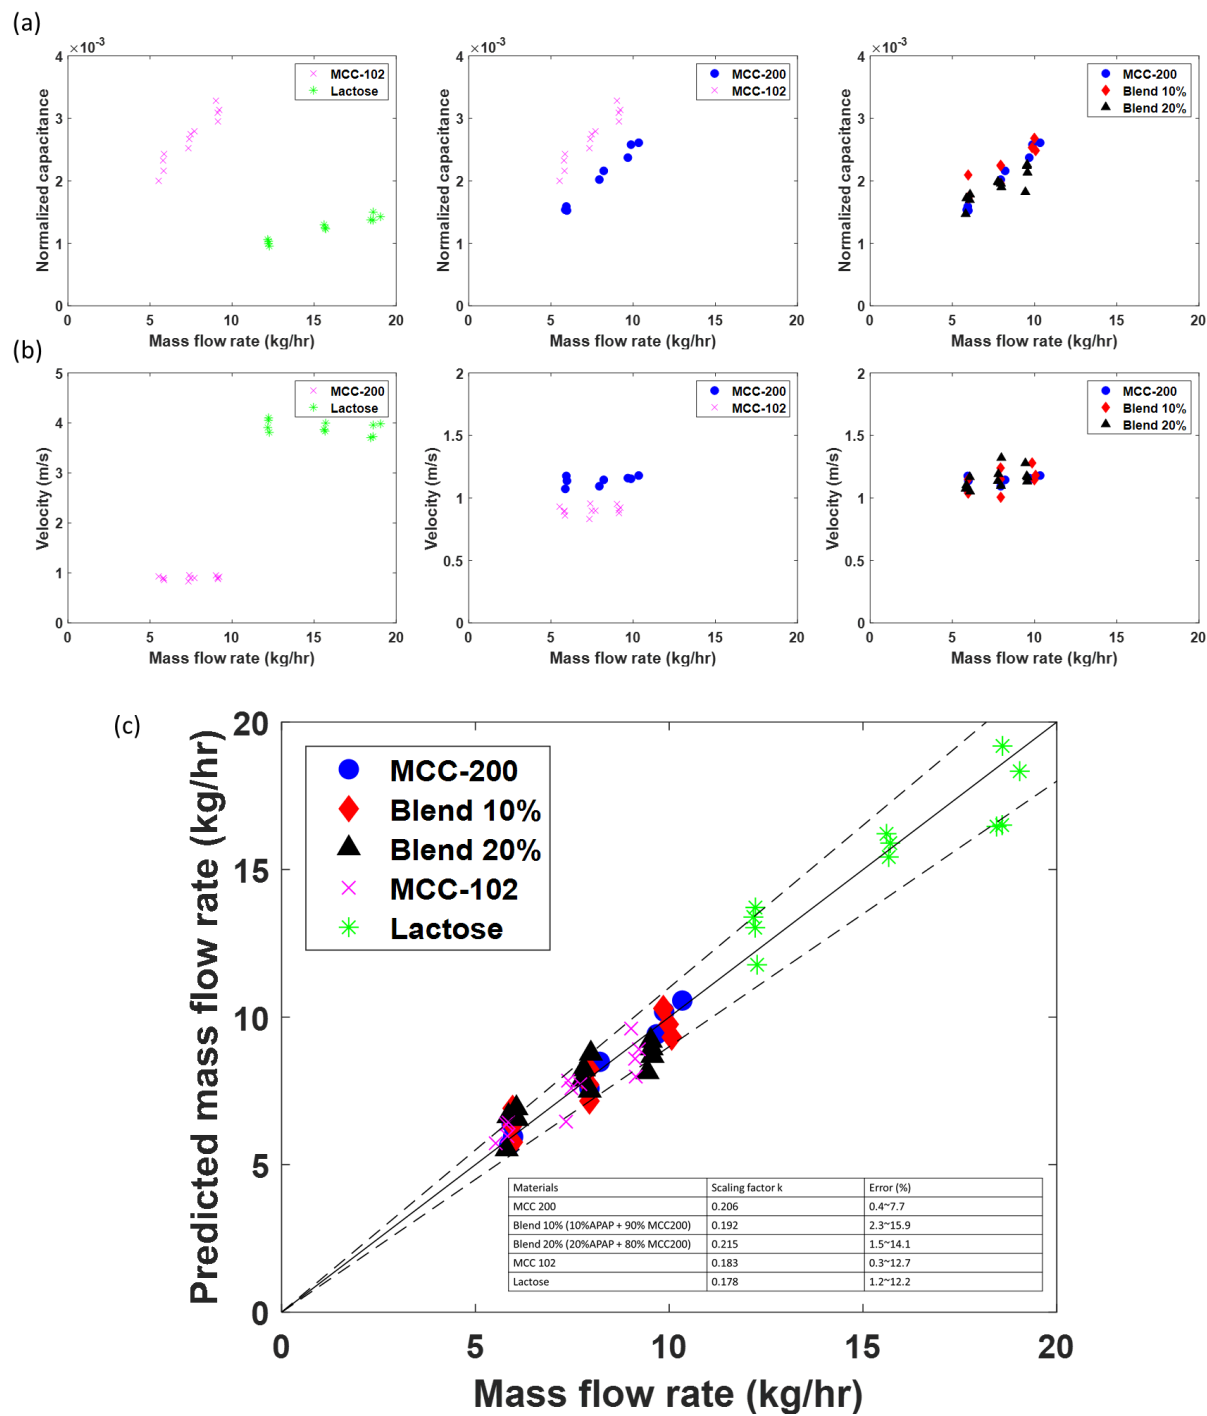 (a)
×10-3
4
3
2
1
0
0 5 10 15 20
Normalized capacitance
Mass flow rate (kg/hr)
MCC-102
Lactose
×10-3
4
3
2
1
0
0 5 10 15 20
Normalized capacitance
Mass flow rate (kg/hr)
MCC-200
MCC-102
×10-3
4
3
2
1
0
0 5 10 15 20
Normalized capacitance
Mass flow rate (kg/hr)
MCC-200
Blend 10%
Blend 20%
(b)
5
4
3
2
1
0
0 5 10 15 20
Velocity (m/s)
Mass flow rate (kg/hr)
MCC-200
Lactose
2
1.5
1
0.5
0
0 5 10 15 20
Velocity (m/s)
Mass flow rate (kg/hr)
MCC-200
MCC-102
2
1.5
1
0.5
0
0 5 10 15 20
Velocity (m/s)
Mass flow rate (kg/hr)
MCC-200
Blend 10%
Blend 20%
(c)
20
15
10
5
0
0 5 10 15 20
Predicted mass flow rate (kg/hr)
Mass flow rate (kg/hr)
MCC-200
Blend 10%
Blend 20%
MCC-102
Lactose
Materials Scaling factor k Error (%)
MCC 200 0.206 0.4~7.7
Blend 10% (10%APAP + 90% MCC200) 0.192 2.3~15.9
Blend 20% (20%APAP + 80% MCC200) 0.215 1.5~14.1
MCC 102 0.183 0.3~12.7
Lactose 0.178 1.2~12.2